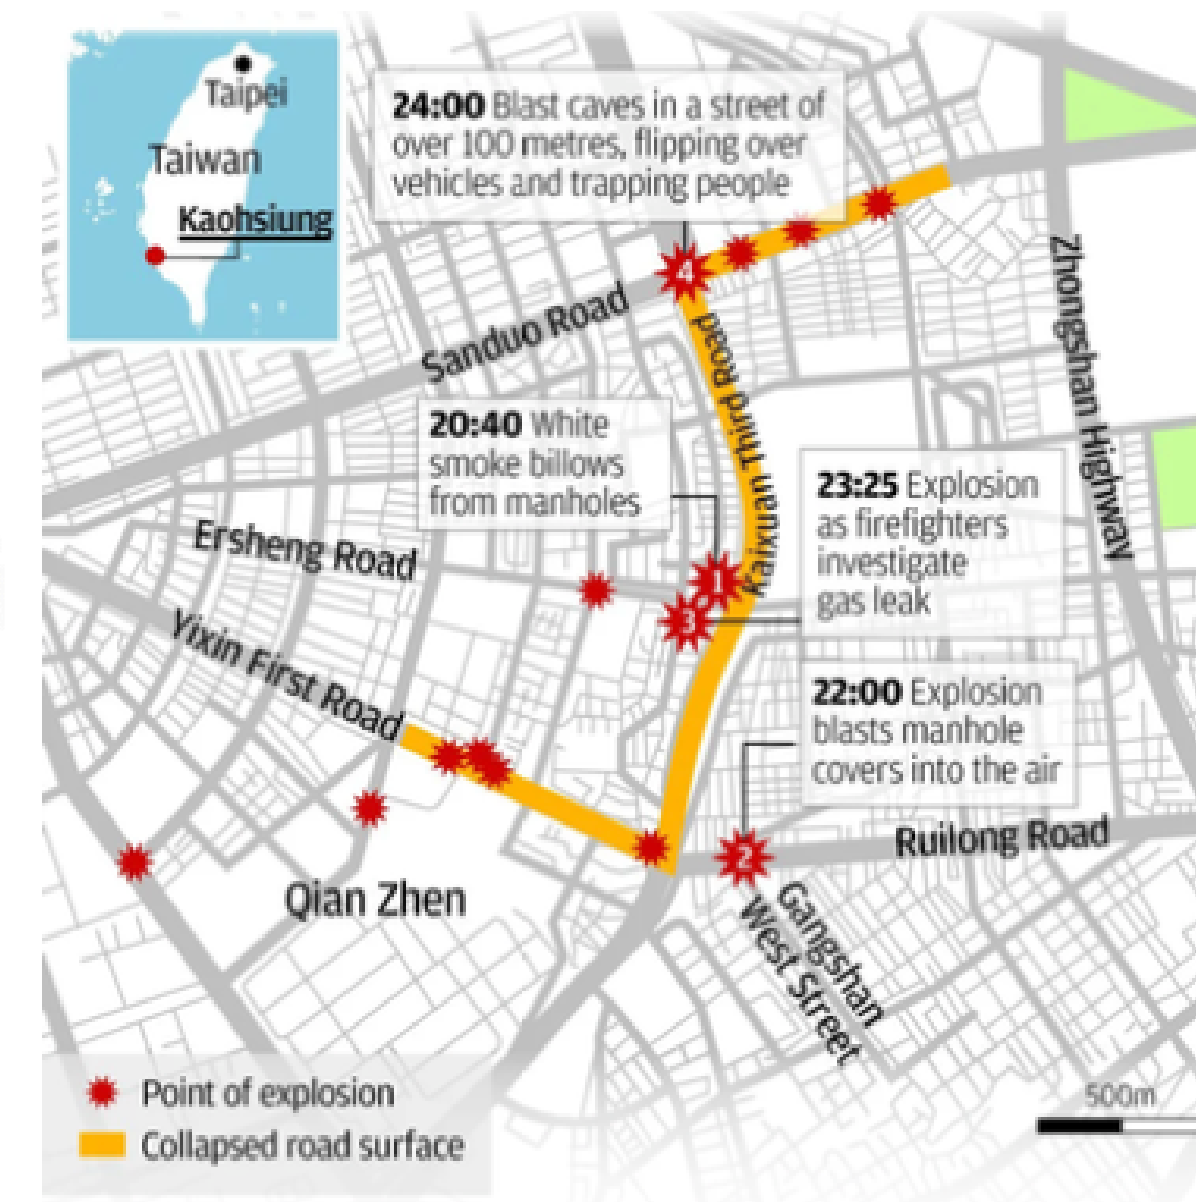 Taipei
Taiwan
Kaohsiung
24:00 Blast caves in a street of
over 100 metres, flipping over
vehicles and trapping people
4
Sanduo Road
Kaixuan Third Road
Zhongshan Highway
20:40 White
smoke billows
from manholes
23:25 Explosion
as firefighters
investigate
gas leak
Ersheng Road
1
3
Yixin First Road
22:00 Explosion
blasts manhole
covers into the air
Ruilong Road
2
Qian Zhen
Gangshan
West Street
Point of explosion
Collapsed road surface
500m